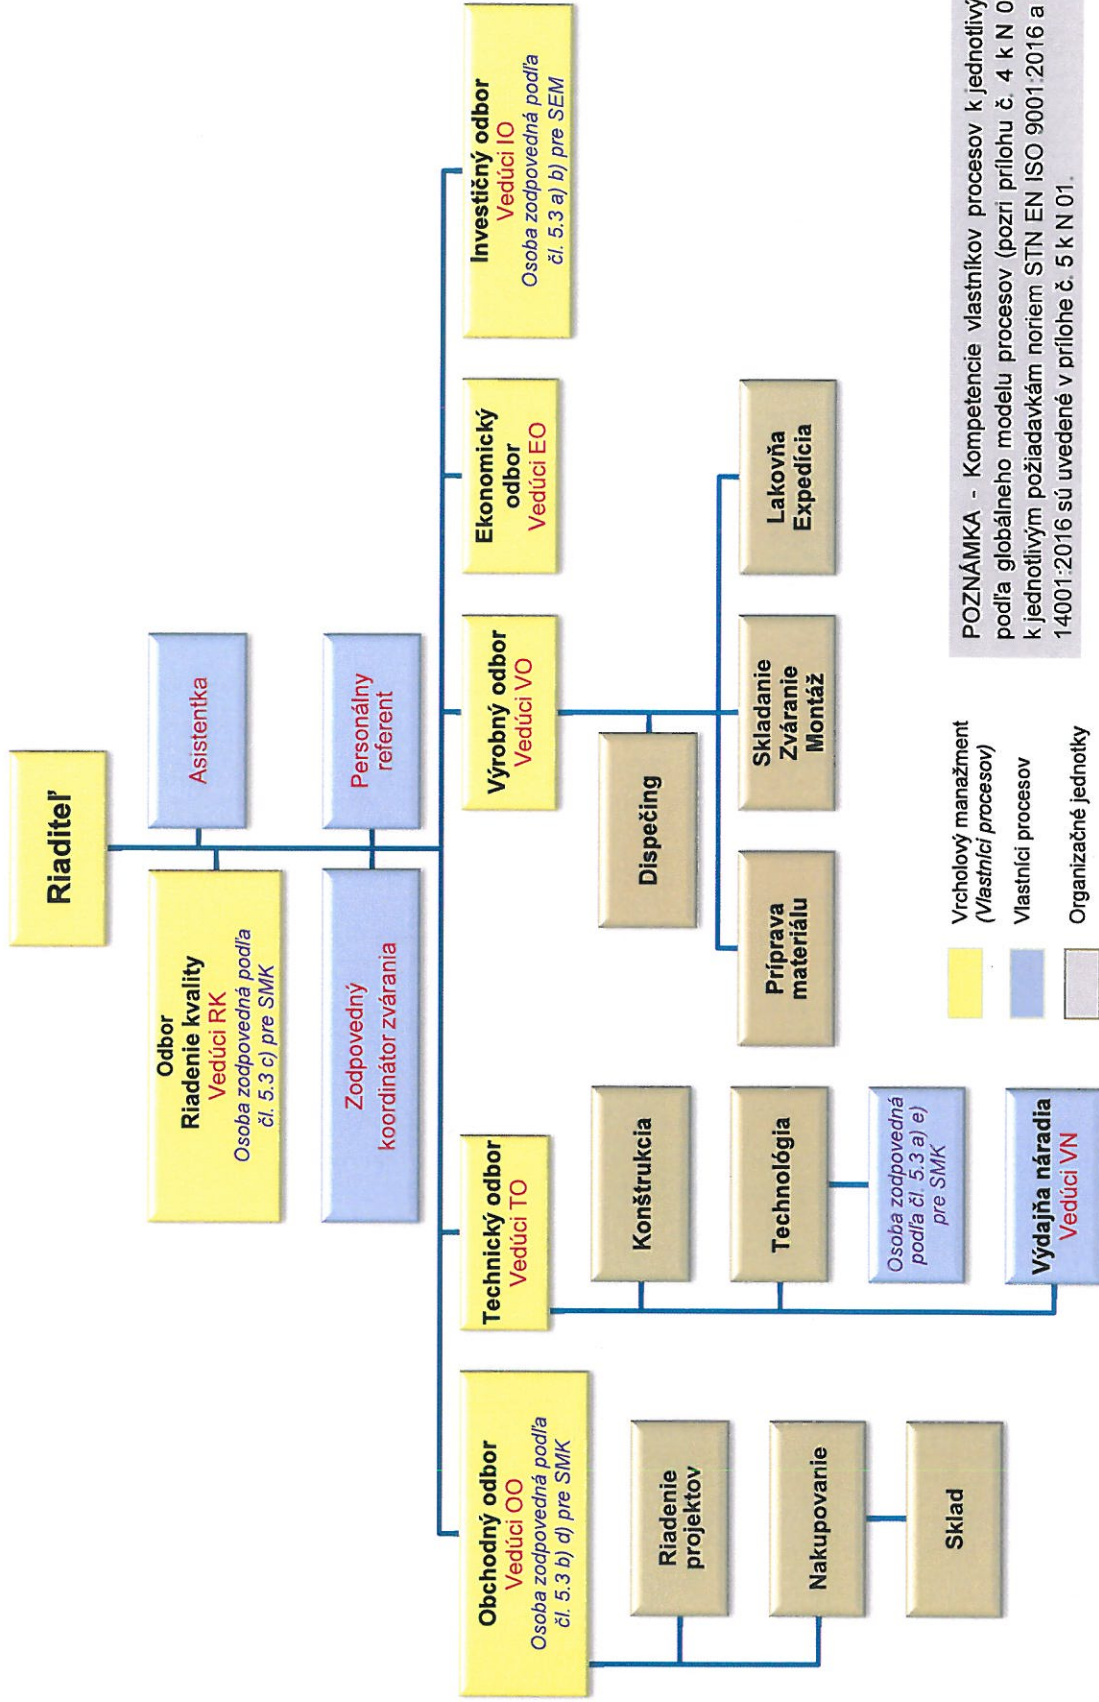 Riaditeľ
Odbor
Riadenie kvality
Vedúci RK
Osoba zodpovedná podľa
čl. 5.3 c) pre SMK
Asistentka
Zodpovedný
koordinátor zvárania
Personálny
referent
Obchodný odbor
Vedúci OO
Osoba zodpovedná podľa
čl. 5.3 b) d) pre SMK
Technický odbor
Vedúci TO
Výrobný odbor
Vedúci VO
Ekonomický
odbor
Vedúci EO
Investičný odbor
Vedúci IO
Osoba zodpovedná podľa
čl. 5.3 a) b) pre SEM
Riadenie
projektov
Nakupovanie
Sklad
Konštrukcia
Technológia
Osoba zodpovedná
podľa čl. 5.3 a) e)
pre SMK
Výdajňa náradia
Vedúci VN
Dispečing
Príprava
materiálu
Skladanie
Zváranie
Montáž
Lakovňa
Expedícia
Vrcholový manažment
(Vlastníci procesov)
Vlastníci procesov
Organizačné jednotky
POZNÁMKA - Kompetencie vlastníkov procesov k jednotlivý
podľa globálneho modelu procesov (pozri prílohu č. 4 k N 0
k jednotlivým požiadavkám noriem STN EN ISO 9001:2016 a
14001:2016 sú uvedené v prílohe č. 5 k N 01.